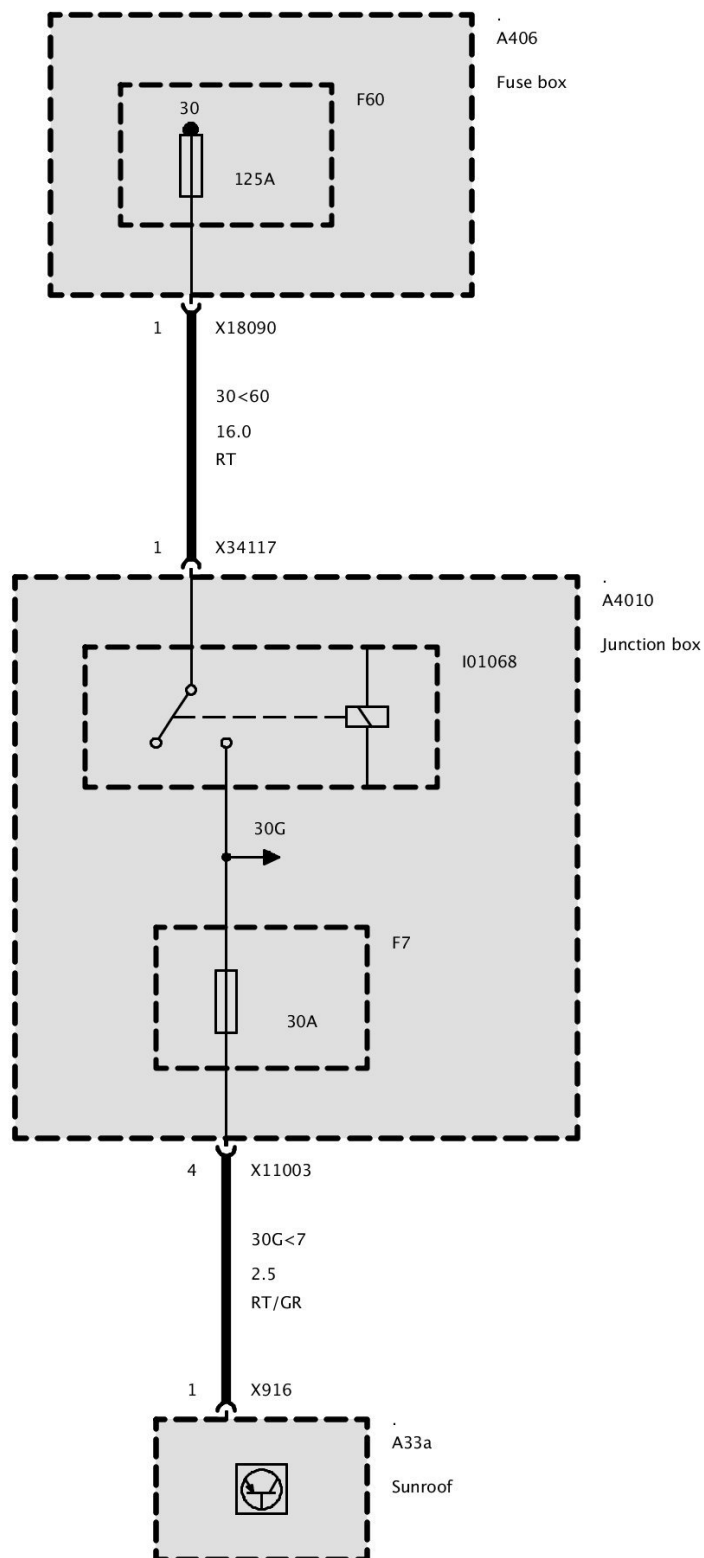 .
A406
Fuse box
F60
30
125A
1 X18090
30<60
16.0
RT
1 X34117
.
A4010
Junction box
I01068
30G
F7
30A
4 X11003
30G<7
2.5
RT/GR
1 X916
.
A33a
Sunroof